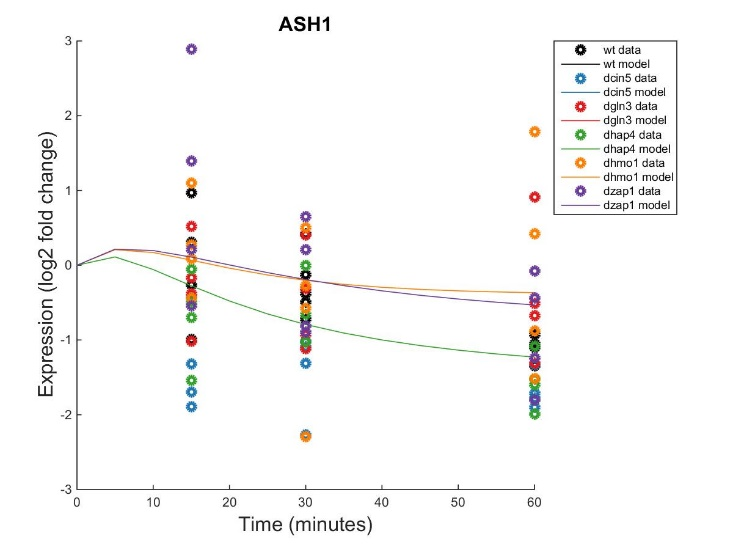 ASH1
Expression (log2 fold change)
3
2
1
0
-1
-2
-3
0 10 20 30 40 50 60
Time (minutes)
wt data
wt model
dcin5 data
dcin5 model
dgln3 data
dgln3 model
dhap4 data
dhap4 model
dhmo1 data
dhmo1 model
dzap1 data
dzap1 model